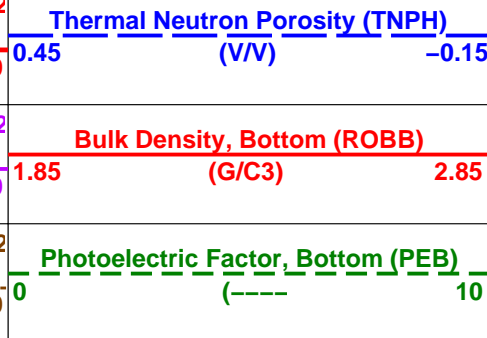 Thermal Neutron Porosity (TNPH)
0.45 (V/V) −0.15
Bulk Density, Bottom (ROBB)
1.85 (G/C3) 2.85
Photoelectric Factor, Bottom (PEB)
0 (−−−− 10